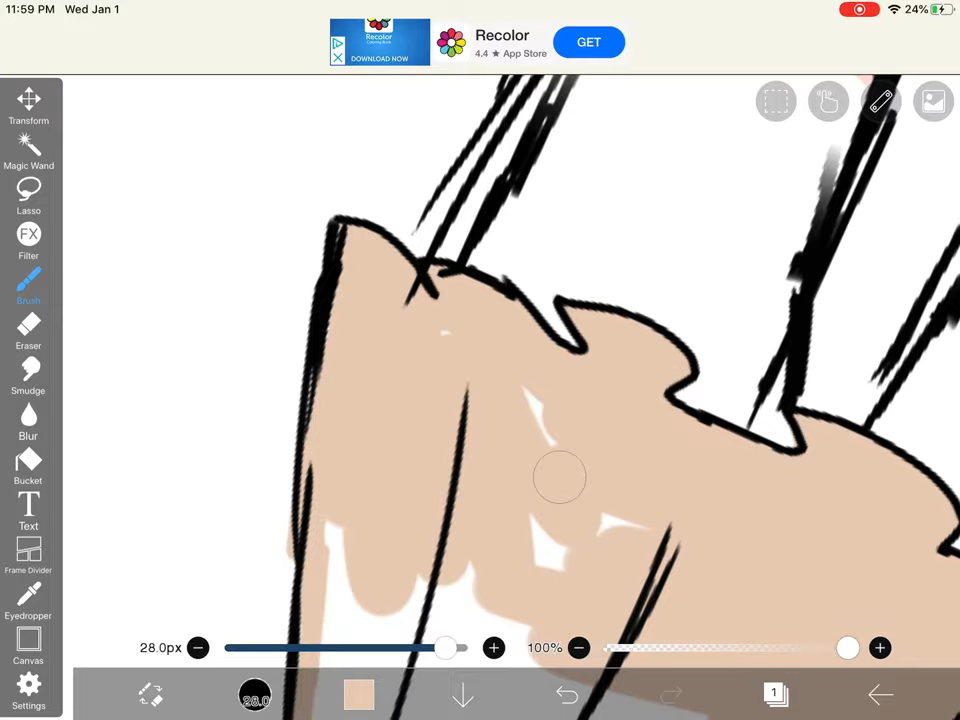 11:59 PM Wed Jan 1
24%
Recolor
Coloring Book
DOWNLOAD NOW
Recolor
4.4 ★ App Store
GET
Transform
Magic Wand
Lasso
FX
Filter
Brush
Eraser
Smudge
Blur
Bucket
T
Text
Frame Divider
Eyedropper
Canvas
Settings
28.0px
100%
28.0
1